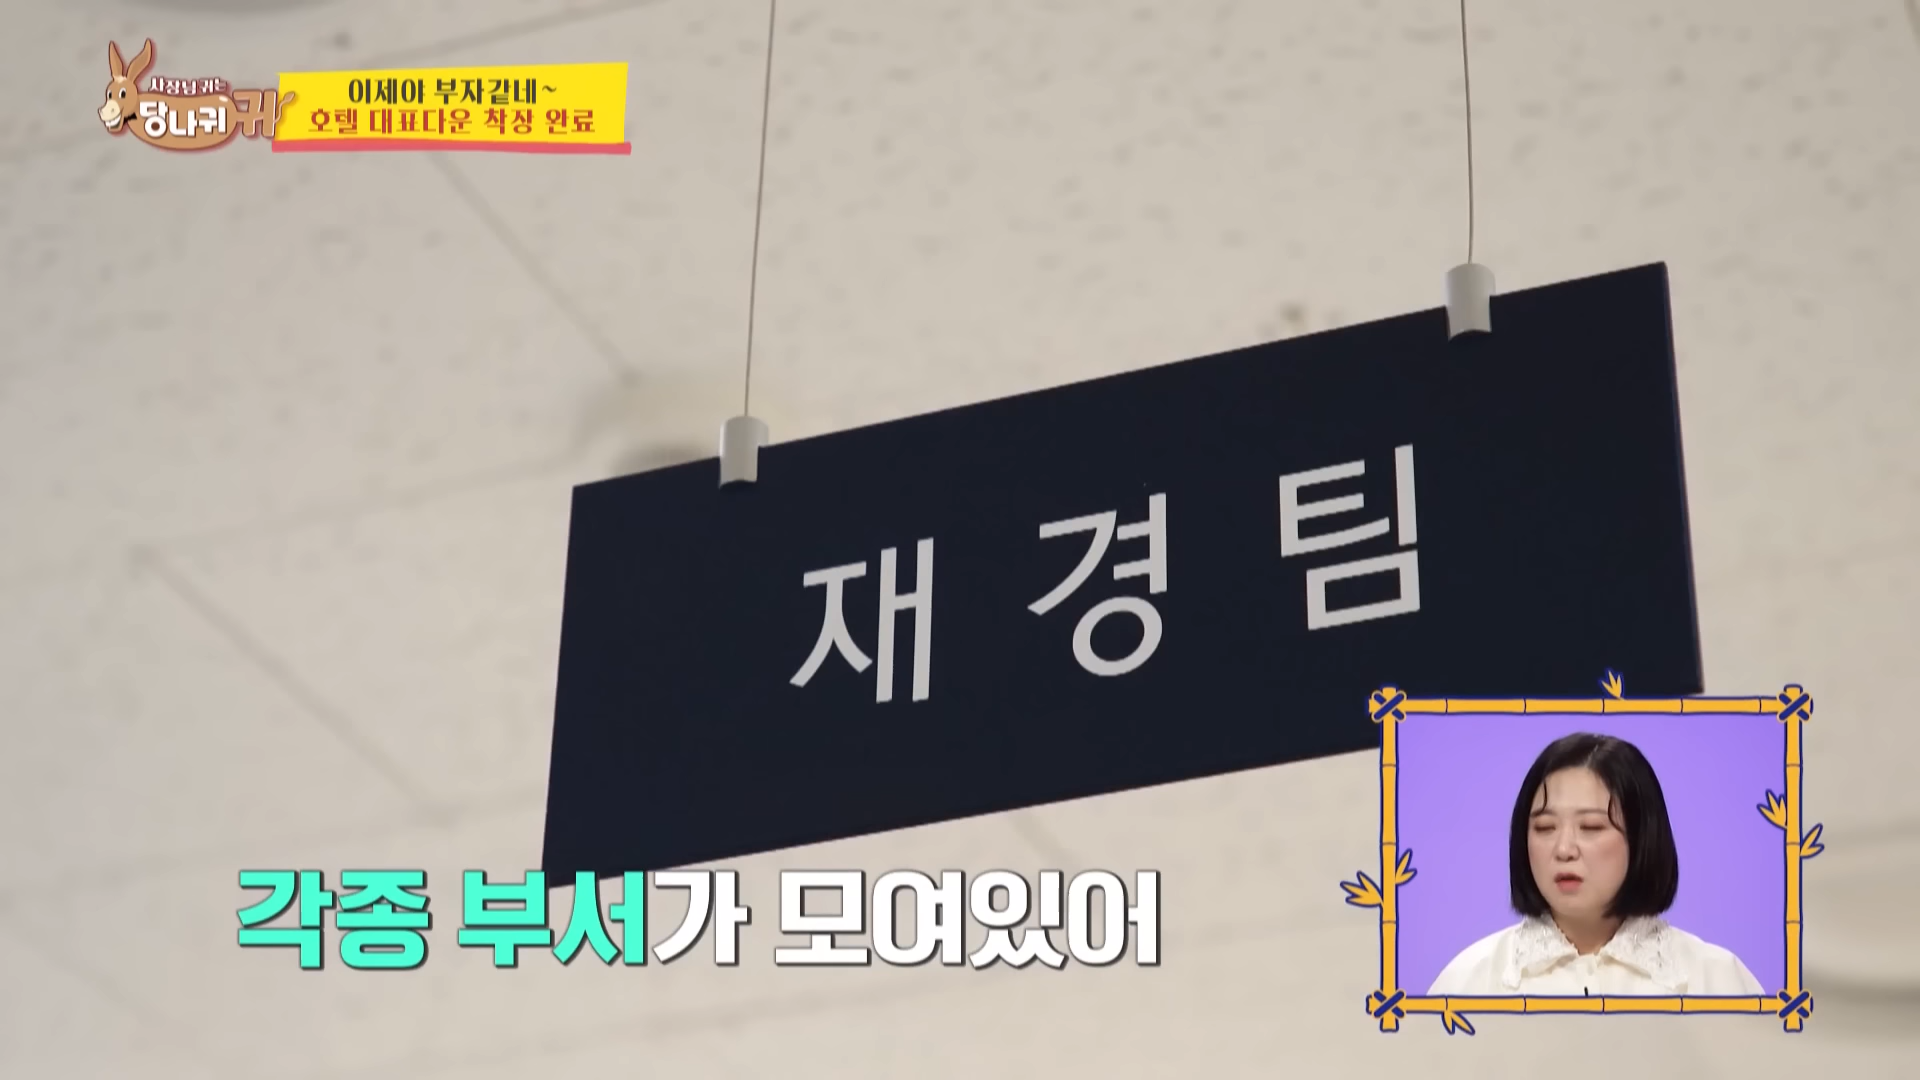 사장님 귀는
당나귀 귀
이제야 부자같네~
호텔 대표다운 착상 완료
재경팀
각종 부서가 모여있어